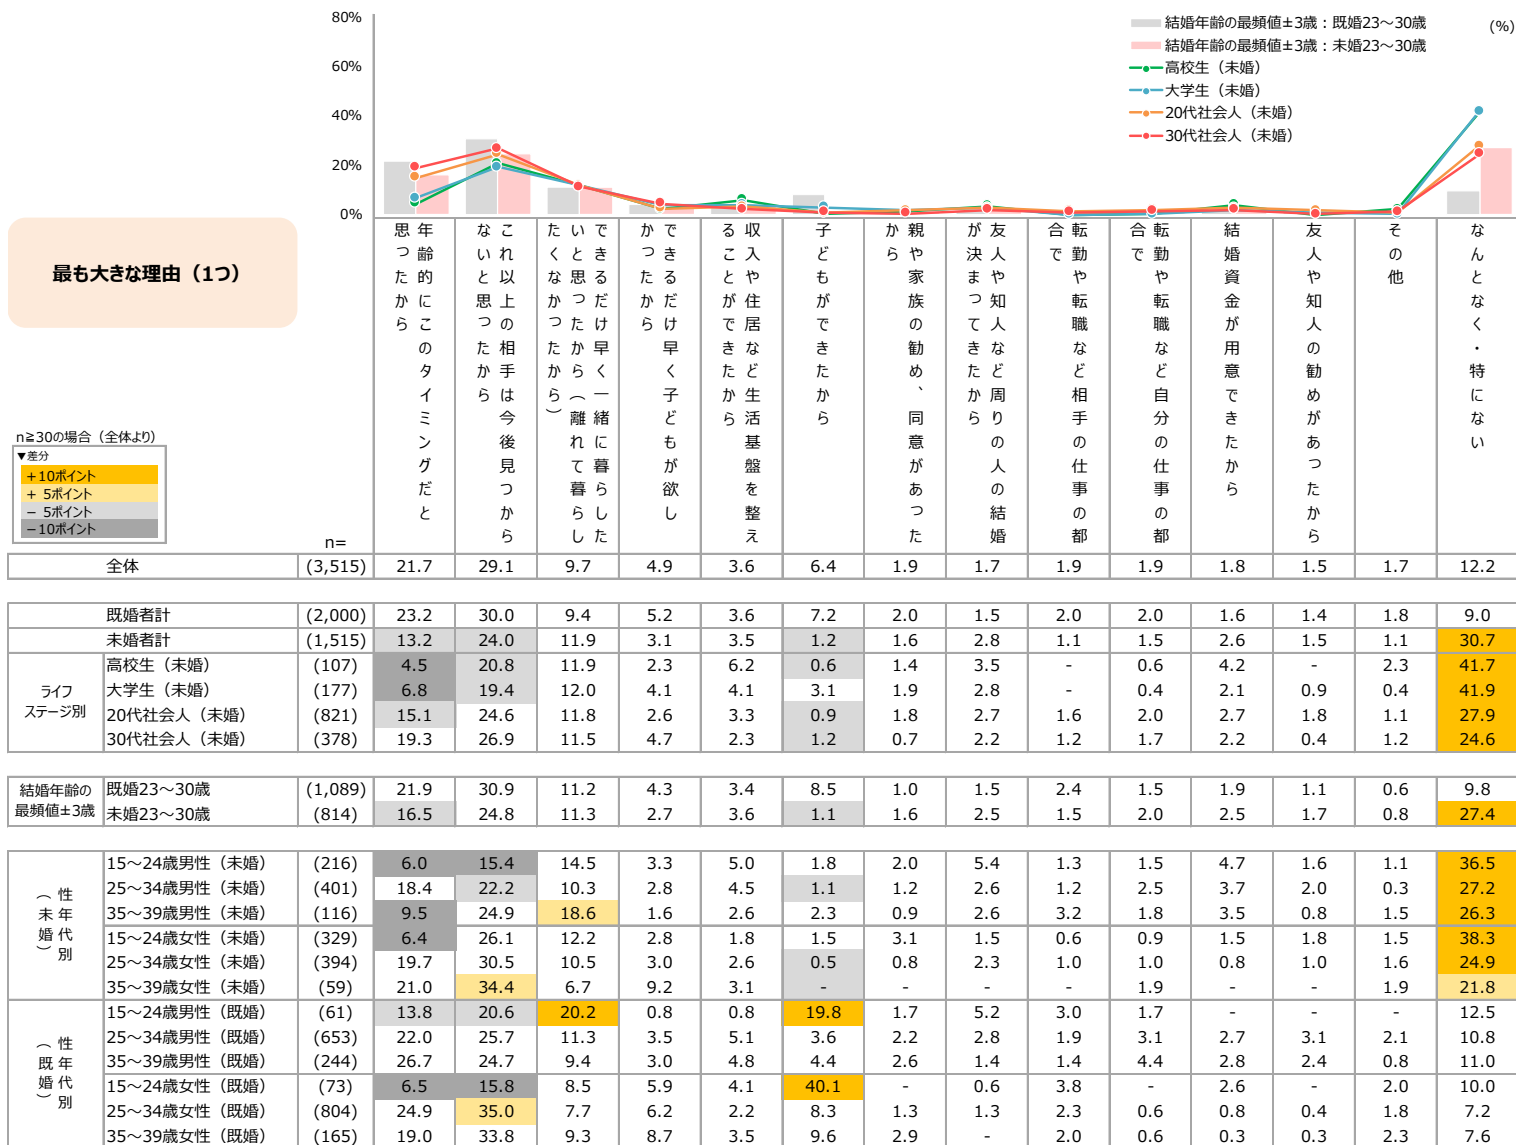 80%
60%
40%
20%
0%
結婚年齢の最頻値±3歳：既婚23～30歳
結婚年齢の最頻値±3歳：未婚23～30歳
高校生（未婚）
大学生（未婚）
20代社会人（未婚）
30代社会人（未婚）
(%)
最も大きな理由（1つ）
年齢的にこのタイミングだと思ったから
これ以上の相手は今後見つからないと思ったから
できるだけ早く一緒に暮らしたいと思ったから（離れて暮らしたくなかったから）
できるだけ早く子どもが欲しかったから
収入や住居など生活基盤を整えることができたから
子どもができたから
親や家族の勧め、同意があったから
友人や知人など周りの人の結婚が決まってきたから
転勤や転職など相手の仕事の都合で
転勤や転職など自分の仕事の都合で
結婚資金が用意できたから
友人や知人の勧めがあったから
その他
なんとなく・特にない
n≧30の場合（全体より）
▼差分
+10ポイント
+ 5ポイント
− 5ポイント
−10ポイント
n=
全体 (3,515) 21.7 29.1 9.7 4.9 3.6 6.4 1.9 1.7 1.9 1.9 1.8 1.5 1.7 12.2
既婚者計 (2,000) 23.2 30.0 9.4 5.2 3.6 7.2 2.0 1.5 2.0 2.0 1.6 1.4 1.8 9.0
未婚者計 (1,515) 13.2 24.0 11.9 3.1 3.5 1.2 1.6 2.8 1.1 1.5 2.6 1.5 1.1 30.7
ライフステージ別
高校生（未婚） (107) 4.5 20.8 11.9 2.3 6.2 0.6 1.4 3.5 - 0.6 4.2 - 2.3 41.7
大学生（未婚） (177) 6.8 19.4 12.0 4.1 4.1 3.1 1.9 2.8 - 0.4 2.1 0.9 0.4 41.9
20代社会人（未婚） (821) 15.1 24.6 11.8 2.6 3.3 0.9 1.8 2.7 1.6 2.0 2.7 1.8 1.1 27.9
30代社会人（未婚） (378) 19.3 26.9 11.5 4.7 2.3 1.2 0.7 2.2 1.2 1.7 2.2 0.4 1.2 24.6
結婚年齢の最頻値±3歳
既婚23～30歳 (1,089) 21.9 30.9 11.2 4.3 3.4 8.5 1.0 1.5 2.4 1.5 1.9 1.1 0.6 9.8
未婚23～30歳 (814) 16.5 24.8 11.3 2.7 3.6 1.1 1.6 2.5 1.5 2.0 2.5 1.7 0.8 27.4
性年代別（未婚）
15～24歳男性（未婚） (216) 6.0 15.4 14.5 3.3 5.0 1.8 2.0 5.4 1.3 1.5 4.7 1.6 1.1 36.5
25～34歳男性（未婚） (401) 18.4 22.2 10.3 2.8 4.5 1.1 1.2 2.6 1.2 2.5 3.7 2.0 0.3 27.2
35～39歳男性（未婚） (116) 9.5 24.9 18.6 1.6 2.6 2.3 0.9 2.6 3.2 1.8 3.5 0.8 1.5 26.3
15～24歳女性（未婚） (329) 6.4 26.1 12.2 2.8 1.8 1.5 3.1 1.5 0.6 0.9 1.5 1.8 1.5 38.3
25～34歳女性（未婚） (394) 19.7 30.5 10.5 3.0 2.6 0.5 0.8 2.3 1.0 1.0 0.8 1.0 1.6 24.9
35～39歳女性（未婚） (59) 21.0 34.4 6.7 9.2 3.1 - - - - 1.9 - - 1.9 21.8
性年代別（既婚）
15～24歳男性（既婚） (61) 13.8 20.6 20.2 0.8 0.8 19.8 1.7 5.2 3.0 1.7 - - - 12.5
25～34歳男性（既婚） (653) 22.0 25.7 11.3 3.5 5.1 3.6 2.2 2.8 1.9 3.1 2.7 3.1 2.1 10.8
35～39歳男性（既婚） (244) 26.7 24.7 9.4 3.0 4.8 4.4 2.6 1.4 1.4 4.4 2.8 2.4 0.8 11.0
15～24歳女性（既婚） (73) 6.5 15.8 8.5 5.9 4.1 40.1 - 0.6 3.8 - 2.6 - 2.0 10.0
25～34歳女性（既婚） (804) 24.9 35.0 7.7 6.2 2.2 8.3 1.3 1.3 2.3 0.6 0.8 0.4 1.8 7.2
35～39歳女性（既婚） (165) 19.0 33.8 9.3 8.7 3.5 9.6 2.9 - 2.0 0.6 0.3 0.3 2.3 7.6